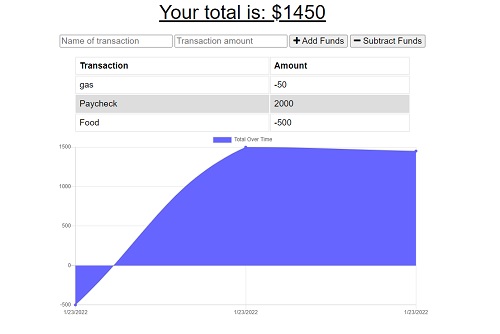 Your total is: $1450
Name of transaction Transaction amount + Add Funds − Subtract Funds
Transaction Amount
gas -50
Paycheck 2000
Food -500
Total Over Time
1500
1000
500
0
-500
1/23/2022 1/23/2022 1/23/2022